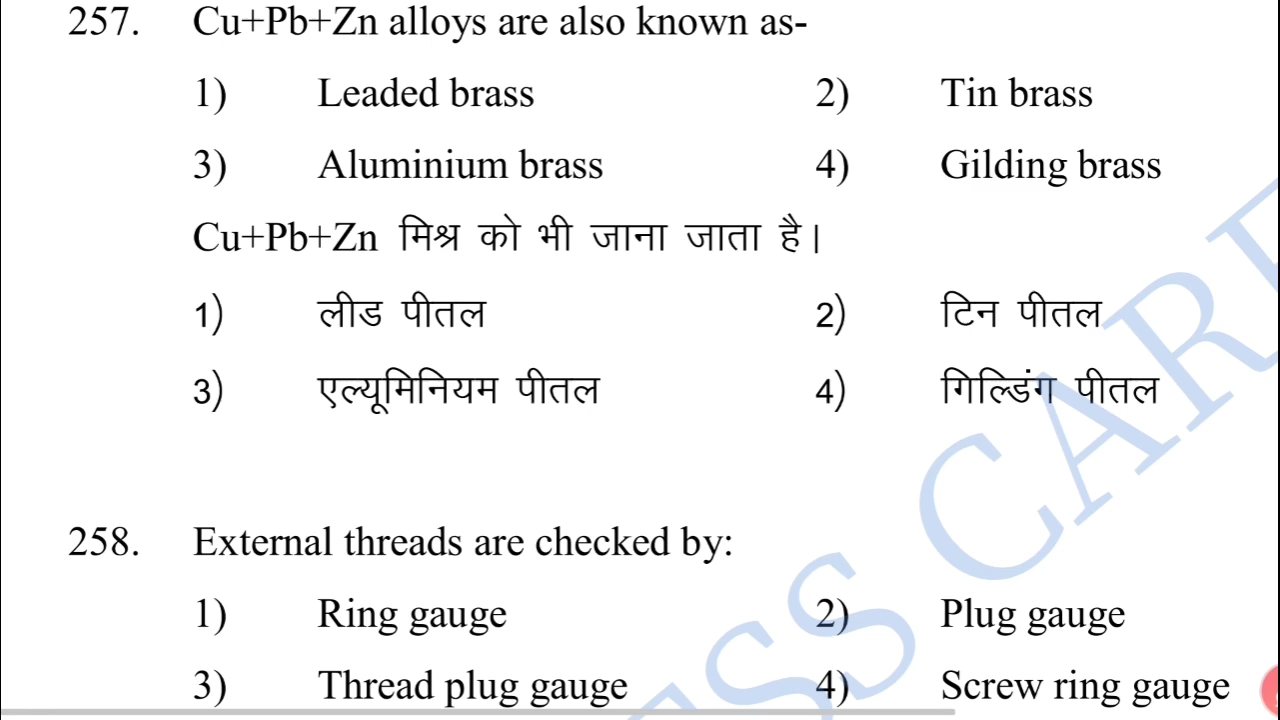 257. Cu+Pb+Zn alloys are also known as-
1) Leaded brass 2) Tin brass
3) Aluminium brass 4) Gilding brass
Cu+Pb+Zn मिश्र को भी जाना जाता है।
1) लीड पीतल 2) टिन पीतल
3) एल्यूमिनियम पीतल 4) गिल्डिंग पीतल
258. External threads are checked by:
1) Ring gauge 2) Plug gauge
3) Thread plug gauge 4) Screw ring gauge